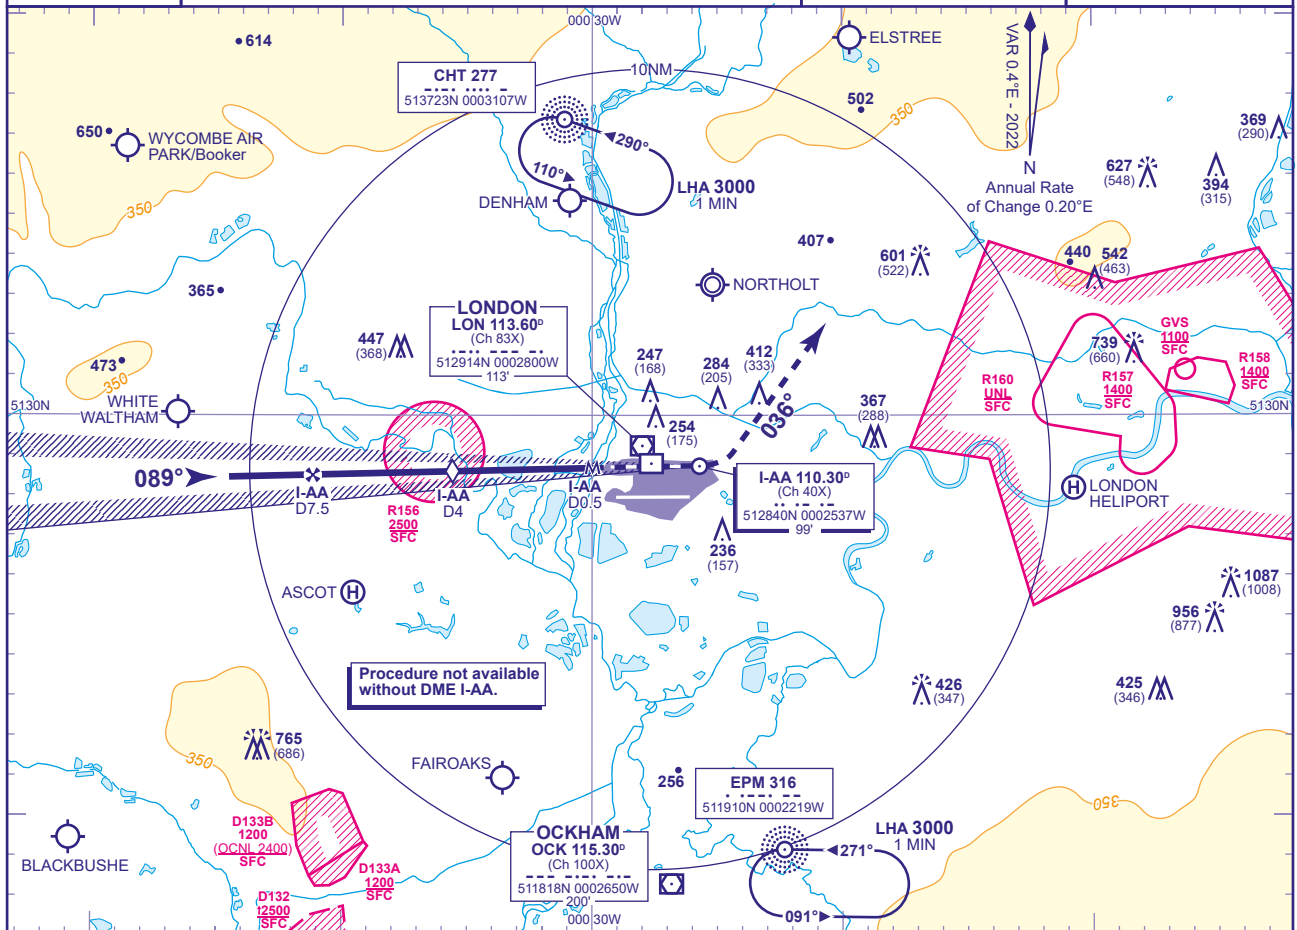 000 30W
614
ELSTREE
VAR 0.4°E - 2022
CHT 277
513723N 0003107W
10NM
502
350
369
(290)
650
WYCOMBE AIR
PARK/Booker
290°
110°
N
Annual Rate
of Change 0.20°E
627
(548)
394
(315)
350
DENHAM
LHA 3000
1 MIN
407
601
(522)
440
542
(463)
365
NORTHOLT
LONDON
LON 113.60ᴰ
(Ch 83X)
512914N 0002800W
113'
447
(368)
247
(168)
284
(205)
412
(333)
739
(660)
GVS
1100
SFC
R158
1400
SFC
R160
UNL
SFC
R157
1400
SFC
473
350
WHITE
WALTHAM
5130N
5130N
254
(175)
036°
367
(288)
089°
I-AA
D7.5
I-AA
D4
I-AA
D0.5
I-AA 110.30ᴰ
(Ch 40X)
512840N 0002537W
99'
LONDON
HELIPORT
H
R156
2500
SFC
236
(157)
ASCOT
H
1087
(1008)
956
(877)
Procedure not available
without DME I-AA.
426
(347)
425
(346)
765
(686)
350
FAIROAKS
256
EPM 316
511910N 0002219W
350
D133B
1200
(OCNL 2400)
SFC
BLACKBUSHE
OCKHAM
OCK 115.30ᴰ
(Ch 100X)
511818N 0002650W
200'
LHA 3000
1 MIN
271°
091°
D133A
1200
SFC
D132
2500
SFC
000 30W